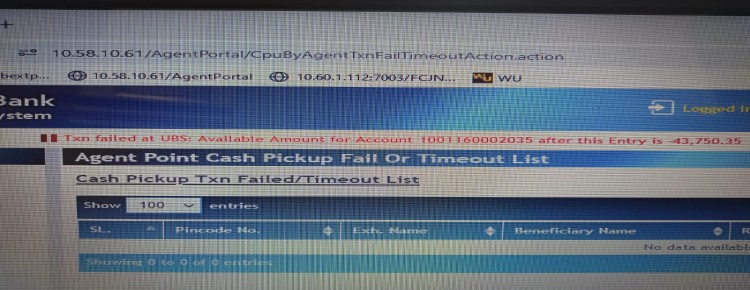 10.58.10.61/AgentPortal/CpuByAgentTxnFailTimeoutAction.action
bextp... 10.58.10.61/AgentPortal 10.60.1.112:7003/FCJN... WU WU
Bank
ystem
Logged in
Txn failed at UBS: Available Amount for Account 1001160002035 after this Entry is -43,750.35
Agent Point Cash Pickup Fail Or Timeout List
Cash Pickup Txn Failed/Timeout List
Show 100 entries
SL. Pincode No. Exh. Name Beneficiary Name R
No data availabl
Showing 0 to 0 of 0 entries